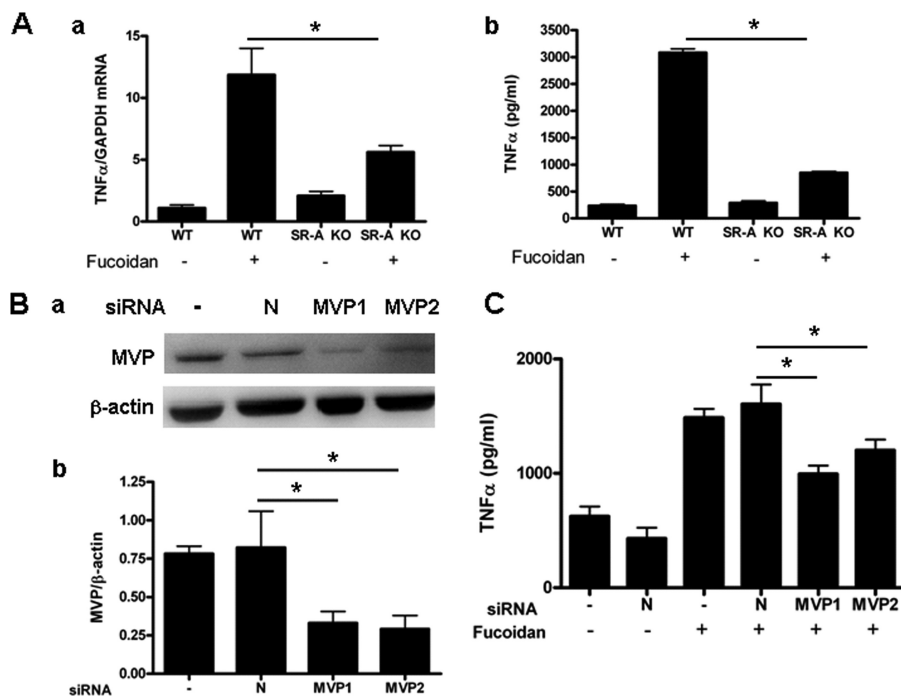 A
a
*
TNFα/GAPDH mRNA
15
10
5
0
WT WT SR-A KO SR-A KO
Fucoidan - + - +
b
*
TNFα (pg/ml)
3500
3000
2500
2000
1500
1000
500
0
WT WT SR-A KO SR-A KO
Fucoidan - + - +
B
a
siRNA - N MVP1 MVP2
MVP
β-actin
b
*
*
MVP/β-actin
1.25
1.00
0.75
0.50
0.25
0.00
siRNA - N MVP1 MVP2
C
*
*
TNFα (pg/ml)
2000
1000
0
siRNA - N - N MVP1 MVP2
Fucoidan - - + + + +